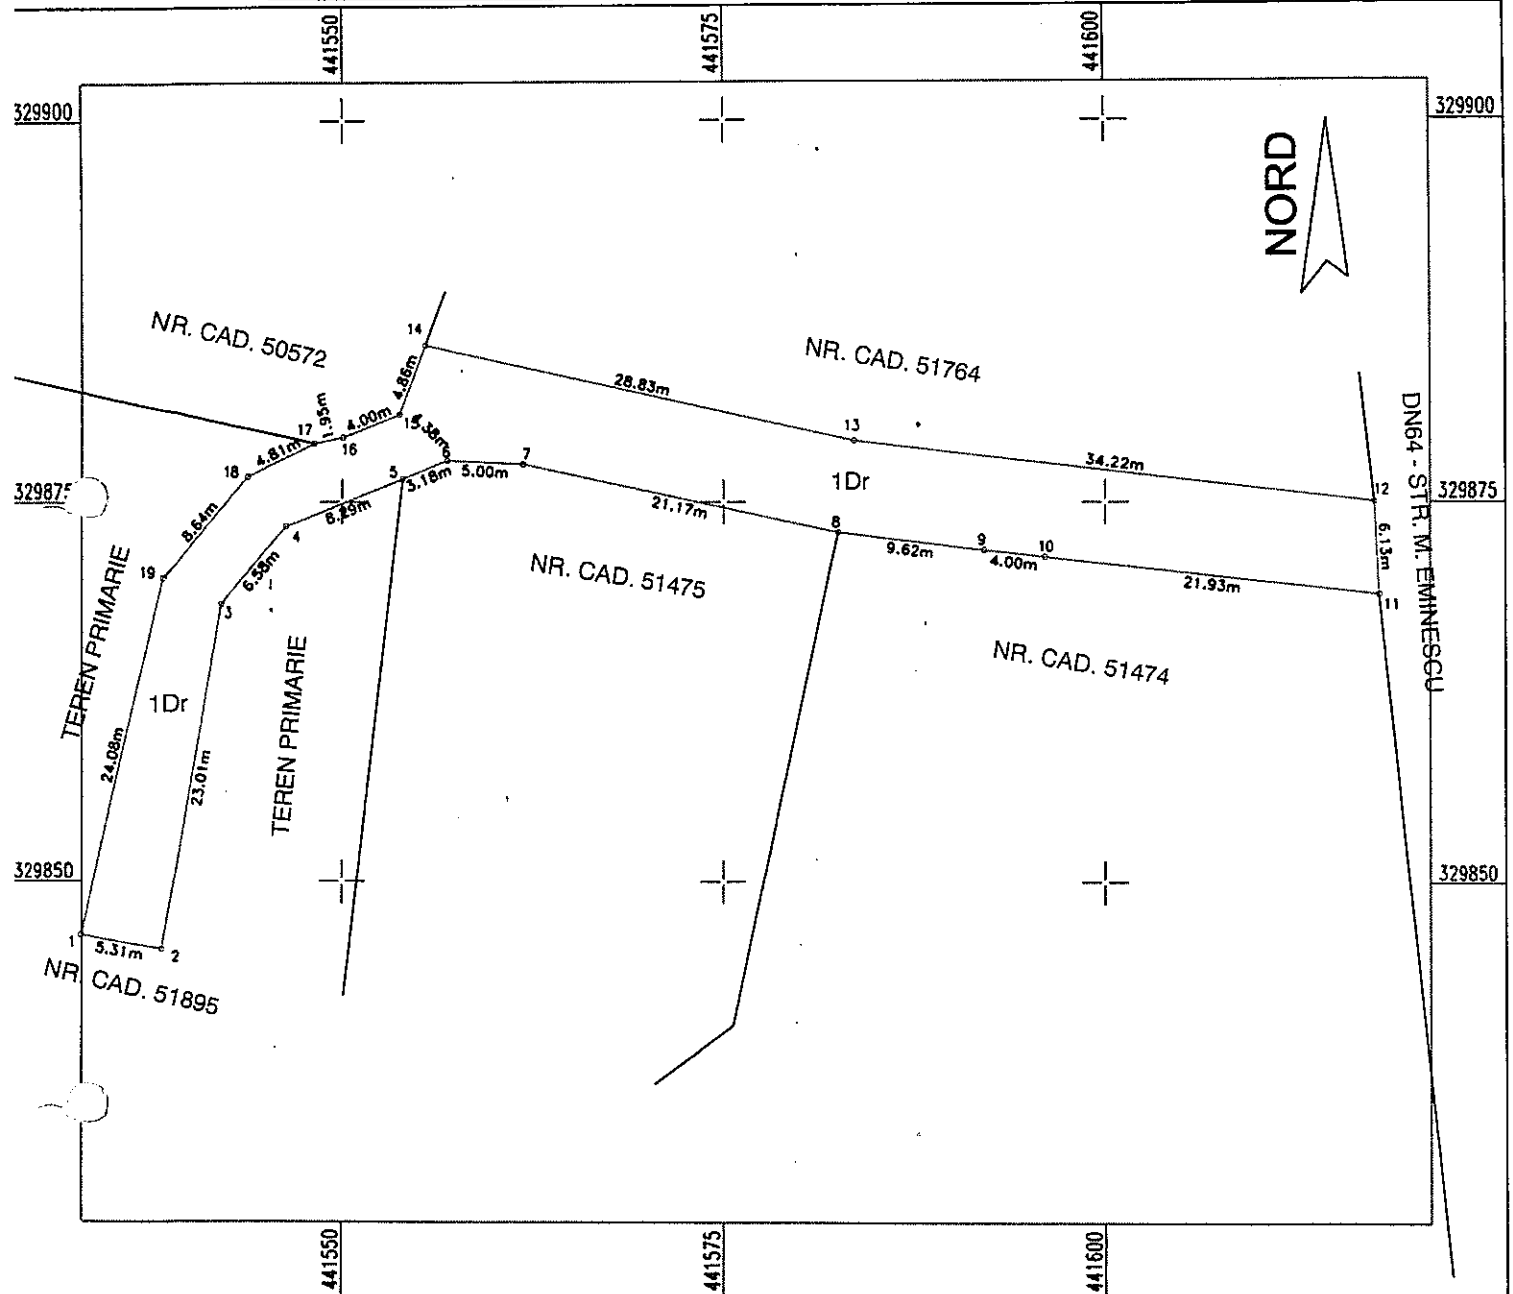 441550
441575
441600
329900
329900
NORD
NR. CAD. 50572
14
NR. CAD. 51764
28.83m
4.86m
DN64 - STR. M. EMINESCU
1.95m
4.00m
15
17
16
13
4.81m
5
6
7
34.22m
18
3.18m
5.00m
1Dr
12
329875
329875
8.29m
21.17m
8
6.13m
8.64m
4
9
10
9.62m
4.00m
19
6.58m
NR. CAD. 51475
21.93m
11
3
TEREN PRIMARIE
TEREN PRIMARIE
NR. CAD. 51474
1Dr
24.08m
23.01m
329850
329850
1
5.31m
2
NR. CAD. 51895
441550
441575
441600